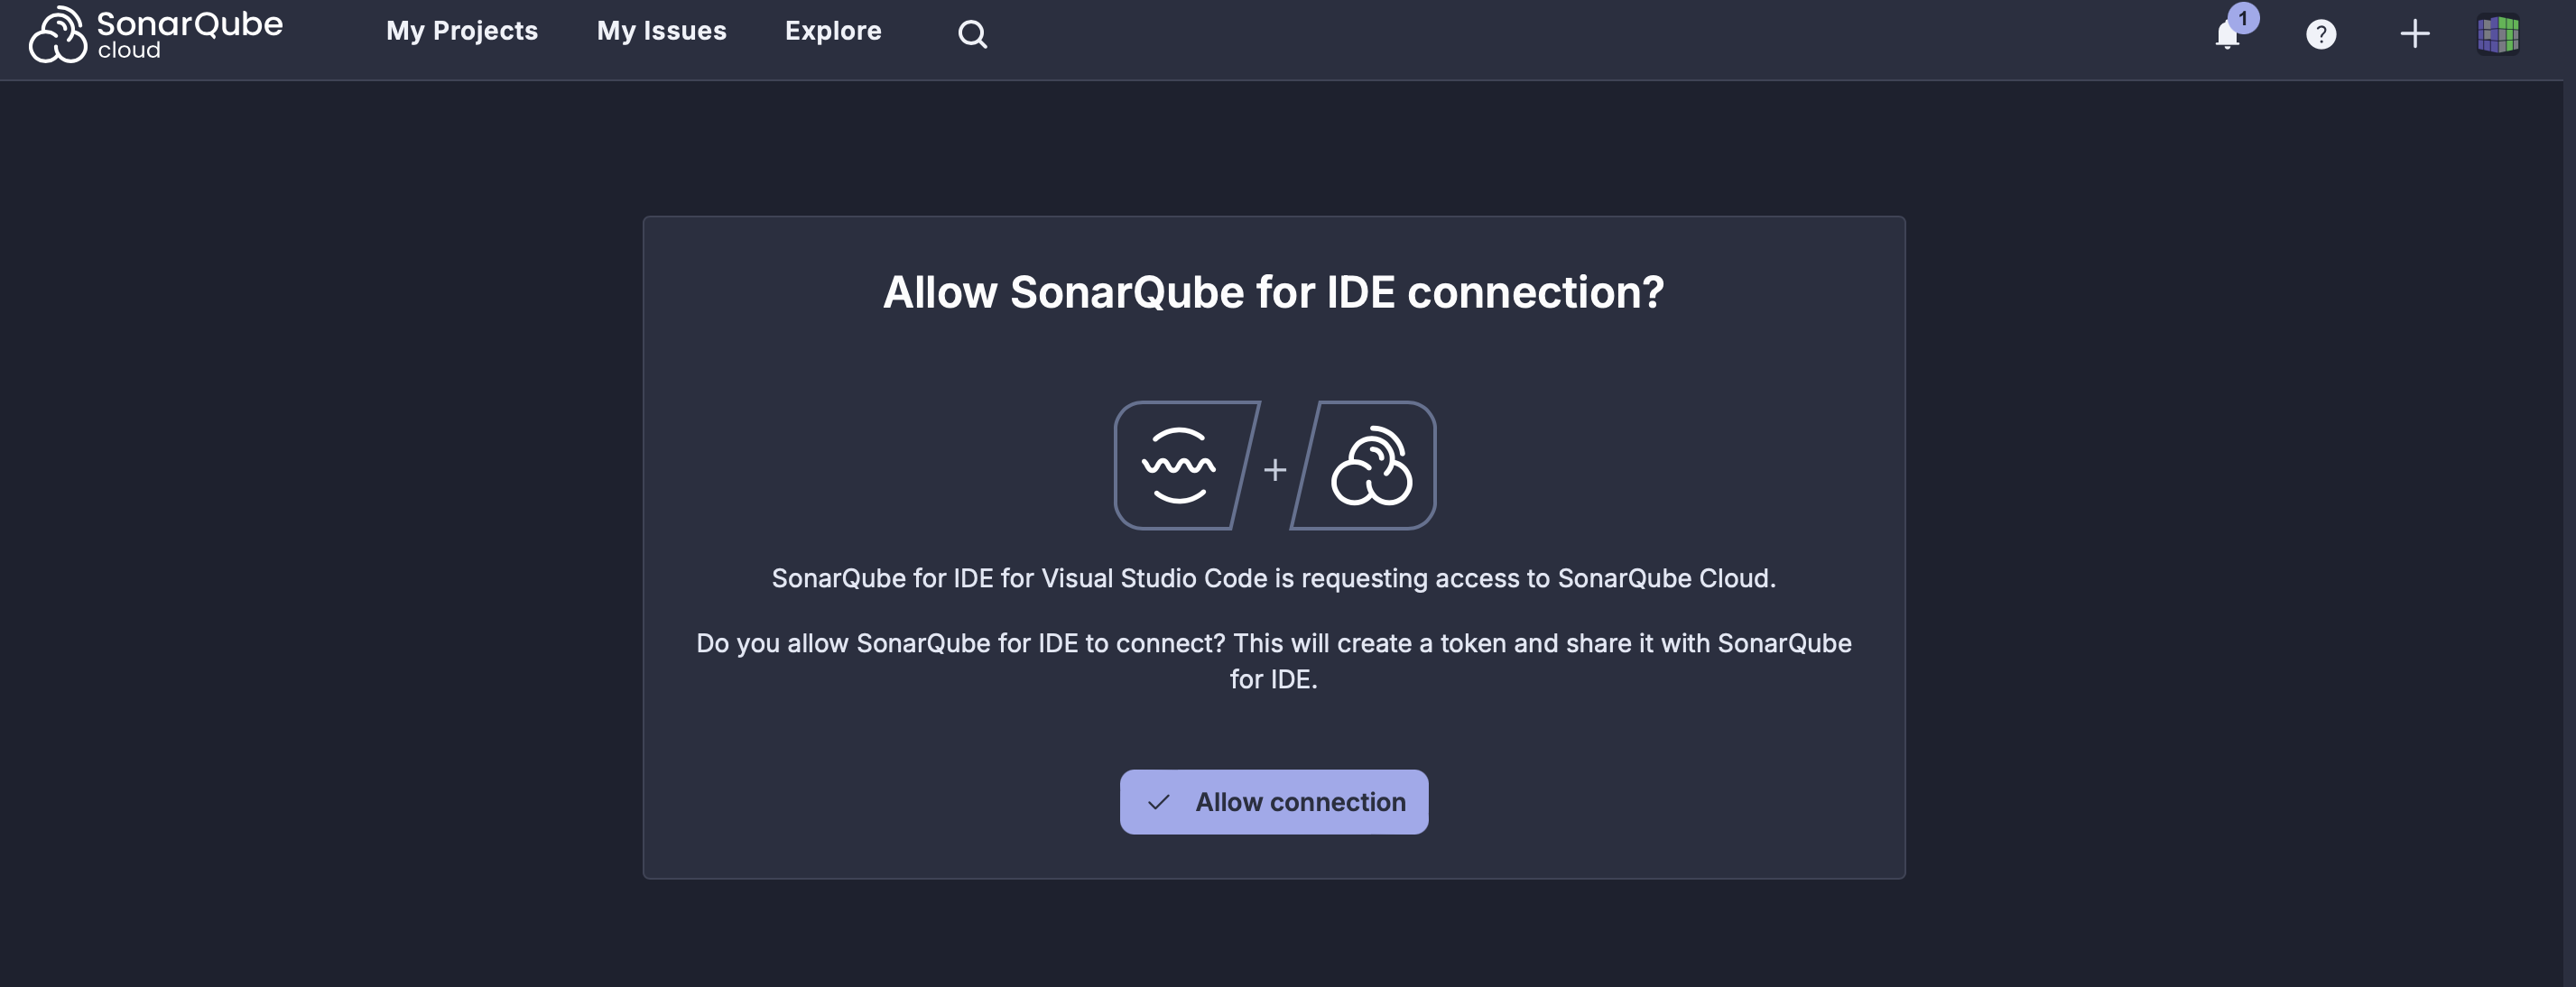 SonarQube
cloud
My Projects
My Issues
Explore
1
?
Allow SonarQube for IDE connection?
+
SonarQube for IDE for Visual Studio Code is requesting access to SonarQube Cloud.
Do you allow SonarQube for IDE to connect? This will create a token and share it with SonarQube
for IDE.
Allow connection